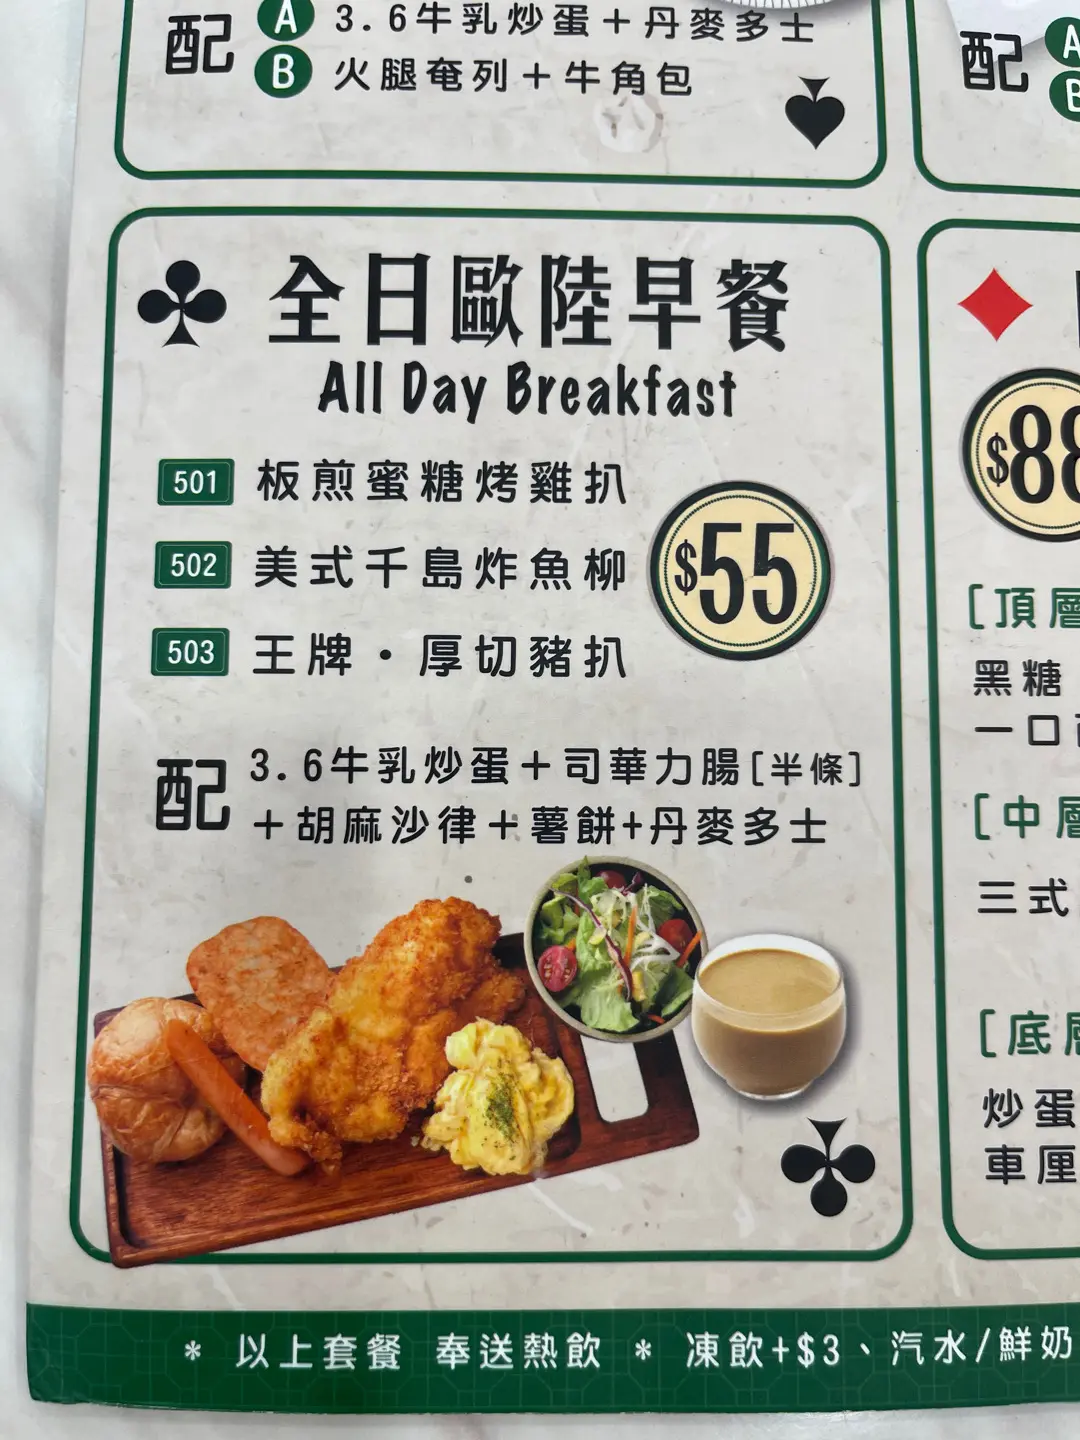 配
A 3.6牛乳炒蛋＋丹麥多士
B 火腿奄列＋牛角包
配
A
B
全日歐陸早餐
All Day Breakfast
501 板煎蜜糖烤雞扒
502 美式千島炸魚柳
503 王牌・厚切豬扒
$55
配 3.6牛乳炒蛋＋司華力腸[半條]
＋胡麻沙律＋薯餅+丹麥多士
$88
[頂層
黑糖
一口
[中層
三式
[底層
炒蛋
車厘
* 以上套餐 奉送熱飲 * 凍飲+$3、汽水/鮮奶